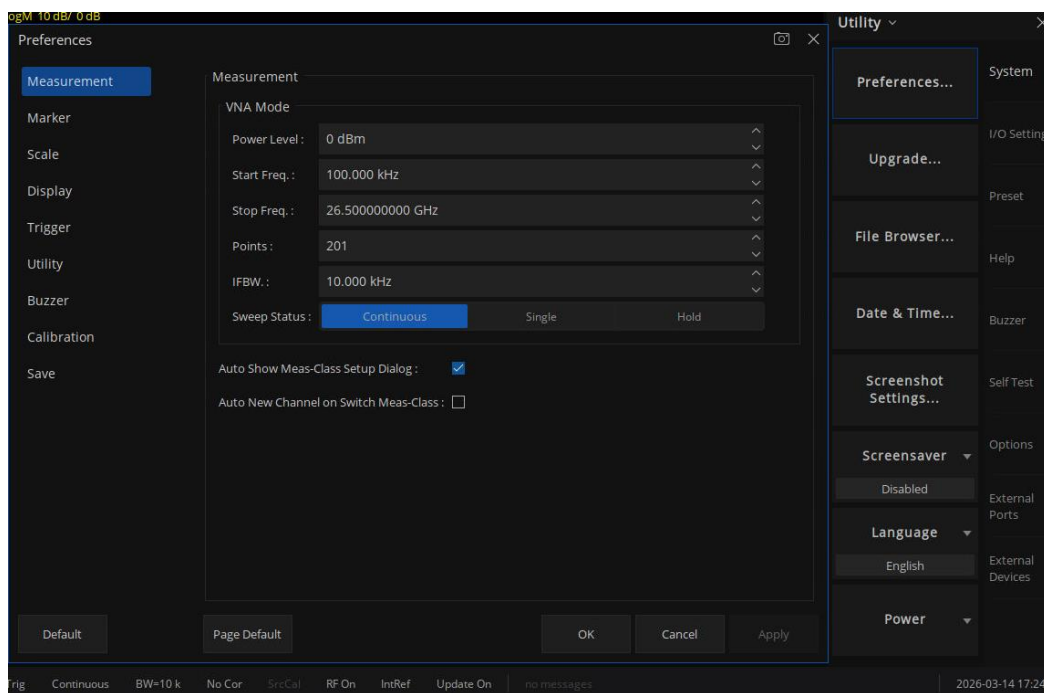 ogM 10 dB/ 0 dB
Preferences
Measurement
Marker
Scale
Display
Trigger
Utility
Buzzer
Calibration
Save
Measurement
VNA Mode
Power Level : 0 dBm
Start Freq. : 100.000 kHz
Stop Freq. : 26.500000000 GHz
Points : 201
IFBW. : 10.000 kHz
Sweep Status : Continuous Single Hold
Auto Show Meas-Class Setup Dialog :
Auto New Channel on Switch Meas-Class :
Default Page Default OK Cancel Apply
Utility
Preferences...
Upgrade...
File Browser...
Date & Time...
Screenshot
Settings...
Screensaver
Disabled
Language
English
Power
System
I/O Setting
Preset
Help
Buzzer
Self Test
Options
External
Ports
External
Devices
Trig Continuous BW=10 k No Cor SrcCal RF On IntRef Update On no messages 2026-03-14 17:24